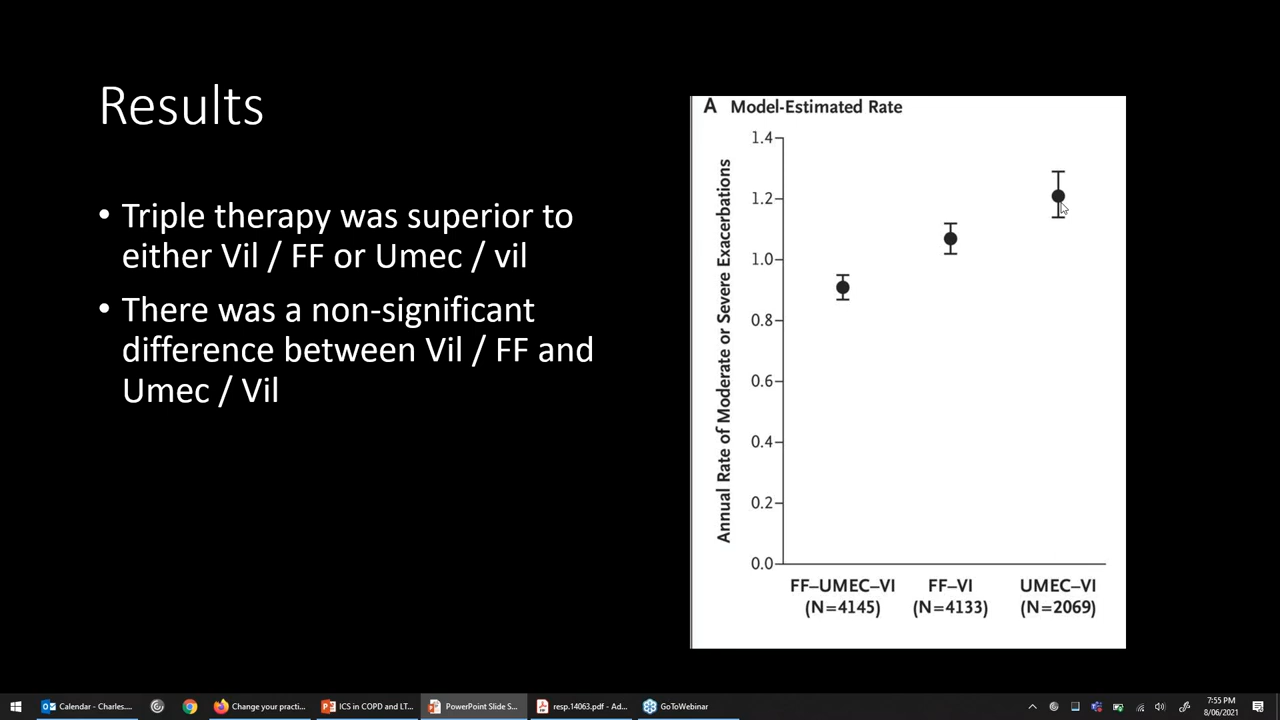 Results
• Triple therapy was superior to
either Vil / FF or Umec / vil
• There was a non-significant
difference between Vil / FF and
Umec / Vil
A Model-Estimated Rate
Annual Rate of Moderate or Severe Exacerbations
1.4
1.2
1.0
0.8
0.6
0.4
0.2
0.0
FF–UMEC–VI FF–VI UMEC–VI
(N=4145) (N=4133) (N=2069)
Calendar - Charles.... Change your practi... ICS in COPD and LT... PowerPoint Slide S... resp.14063.pdf - Ad... GoToWebinar
7:55 PM
8/06/2021